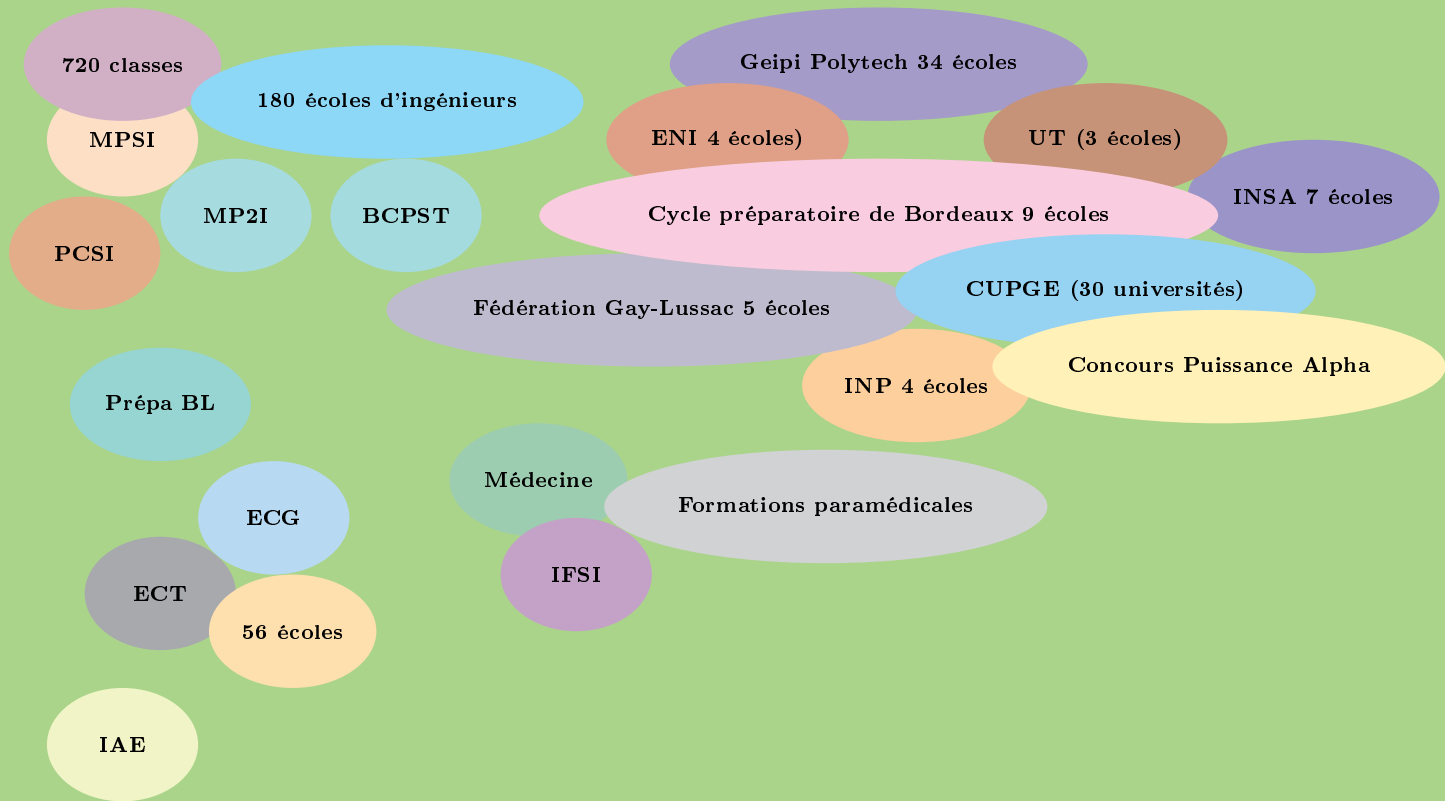 720 classes
Geipi Polytech 34 écoles
180 écoles d'ingénieurs
MPSI
ENI 4 écoles)
UT (3 écoles)
INSA 7 écoles
MP2I
BCPST
Cycle préparatoire de Bordeaux 9 écoles
PCSI
CUPGE (30 universités)
Fédération Gay-Lussac 5 écoles
Concours Puissance Alpha
INP 4 écoles
Prépa BL
Médecine
Formations paramédicales
ECG
IFSI
ECT
56 écoles
IAE